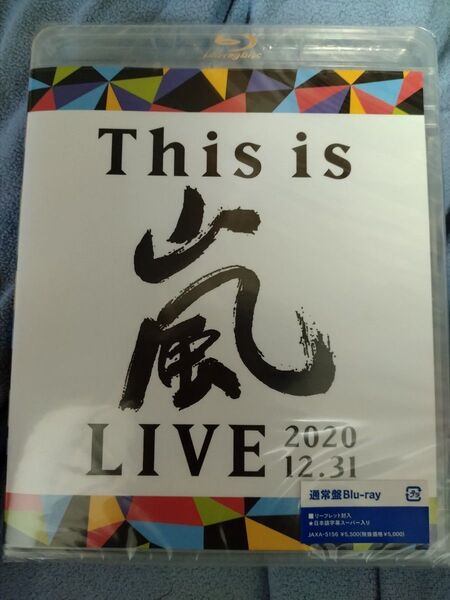 Blu-ray Disc
This is
嵐
LIVE 2020
12.31
通常盤Blu-ray
■リーフレット封入
★日本語字幕スーパー入り
JAXA-5156 ¥5,500(税抜価格¥5,000)